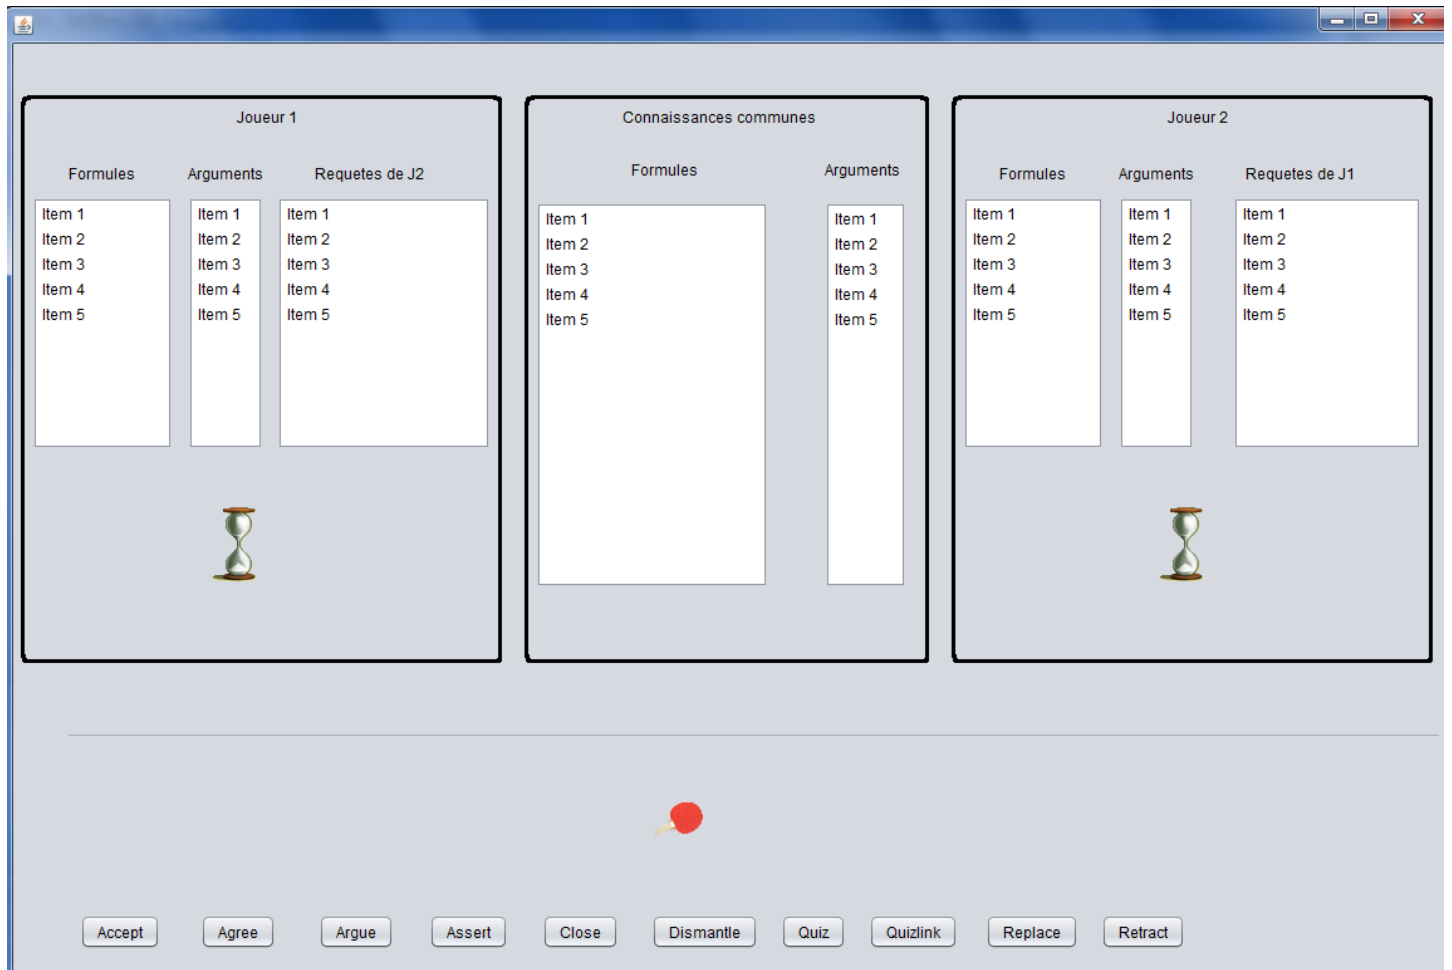 Joueur 1
Formules Arguments Requetes de J2
Item 1 Item 1 Item 1
Item 2 Item 2 Item 2
Item 3 Item 3 Item 3
Item 4 Item 4 Item 4
Item 5 Item 5 Item 5
Connaissances communes
Formules Arguments
Item 1 Item 1
Item 2 Item 2
Item 3 Item 3
Item 4 Item 4
Item 5 Item 5
Joueur 2
Formules Arguments Requetes de J1
Item 1 Item 1 Item 1
Item 2 Item 2 Item 2
Item 3 Item 3 Item 3
Item 4 Item 4 Item 4
Item 5 Item 5 Item 5
Accept Agree Argue Assert Close Dismantle Quiz Quizlink Replace Retract